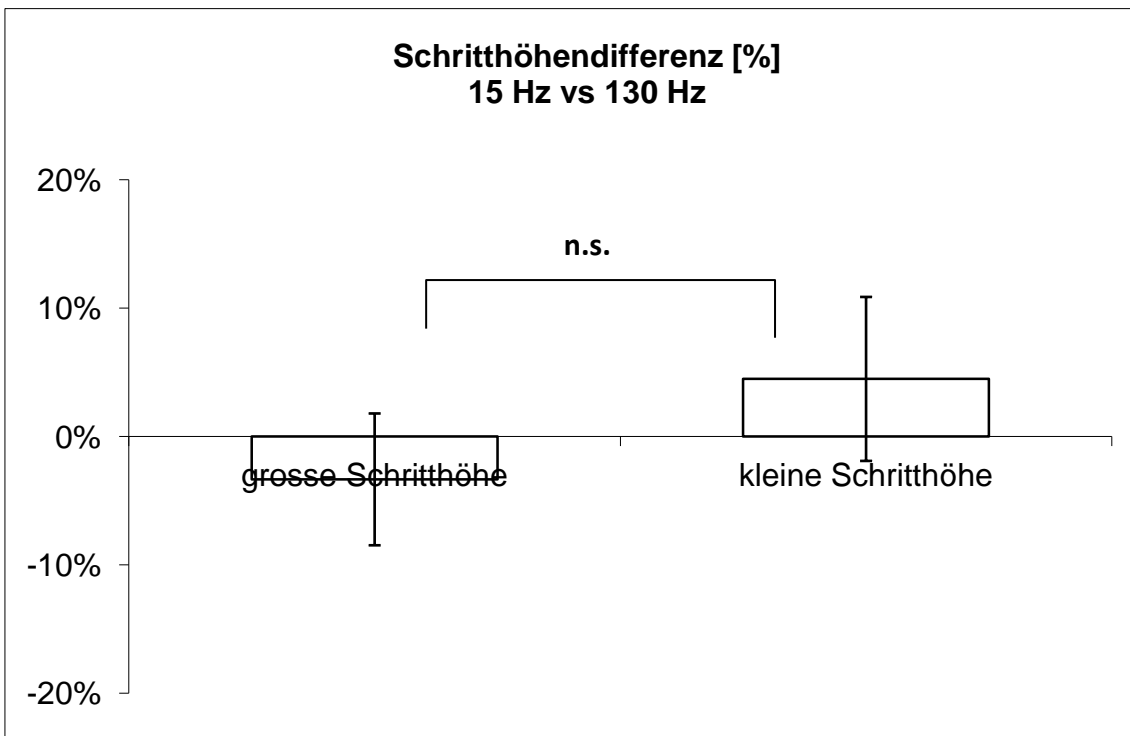 Schritthöhendifferenz [%]
15 Hz vs 130 Hz
20%
n.s.
10%
0%
grosse Schritthöhe
kleine Schritthöhe
-10%
-20%